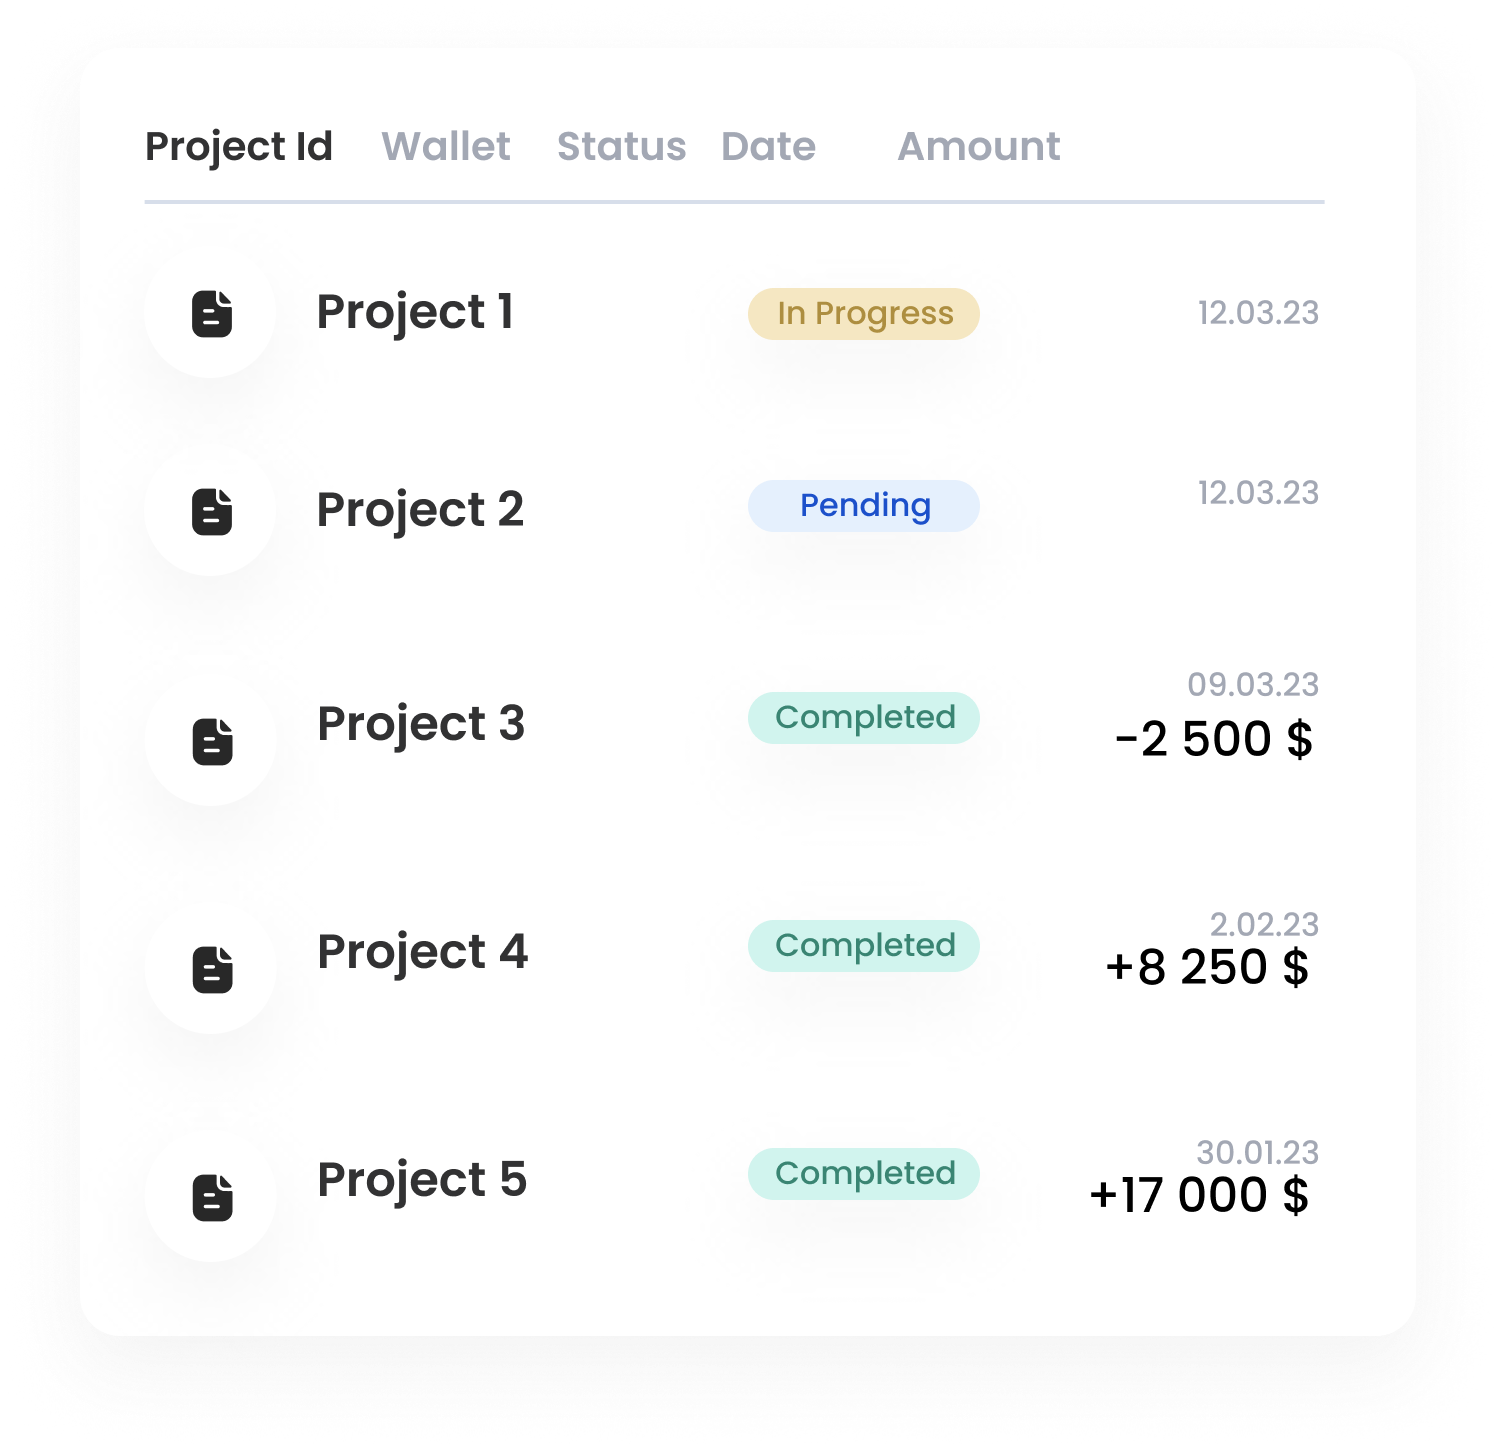 Project Id Wallet Status Date Amount
Project 1 In Progress 12.03.23
Project 2 Pending 12.03.23
09.03.23
Project 3 Completed -2 500 $
2.02.23
Project 4 Completed +8 250 $
30.01.23
Project 5 Completed +17 000 $